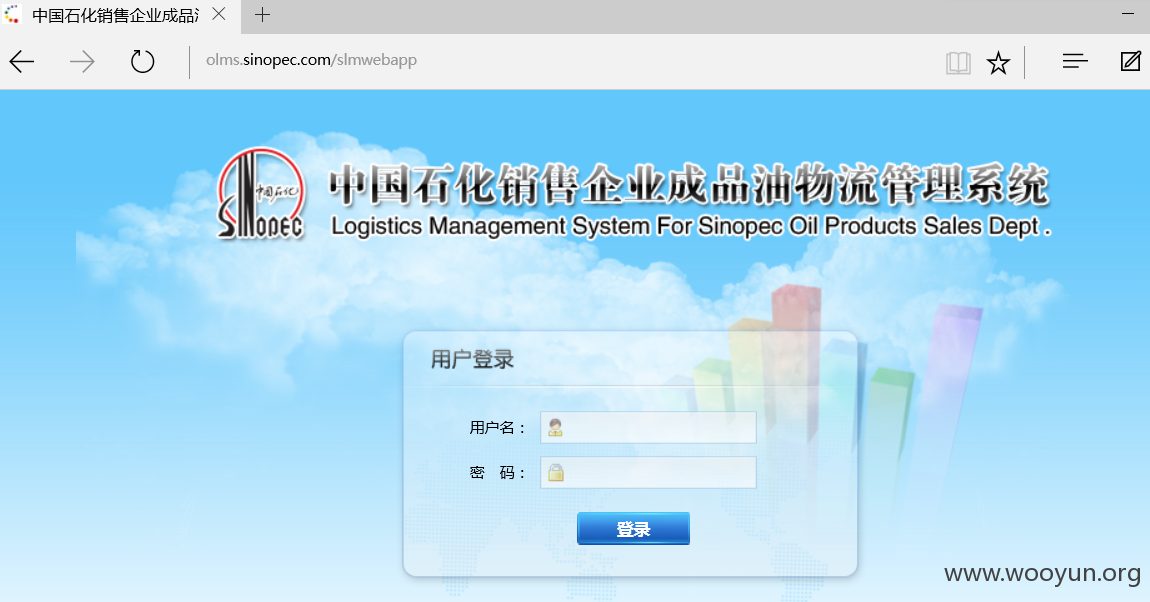 中国石化销售企业成品
olms.sinopec.com/slmwebapp
中国石化
SINOPEC
中国石化销售企业成品油物流管理系统
Logistics Management System For Sinopec Oil Products Sales Dept .
用户登录
用户名：
密 码：
登录
www.wooyun.org